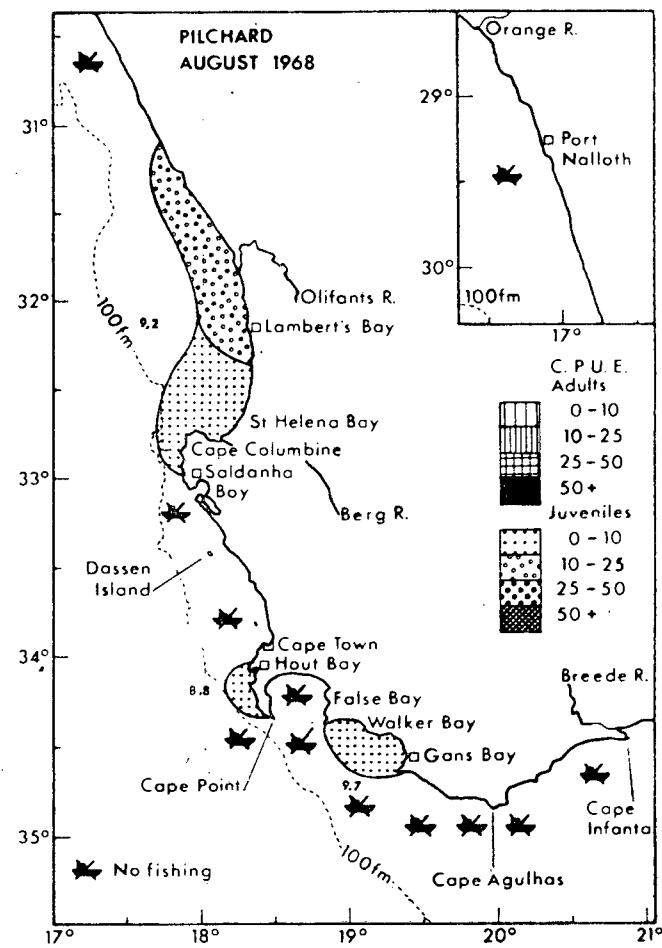 PILCHARD
AUGUST 1968
Orange R.
29°
Port
Nalloth
30°
100fm
17°
31°
32°
33°
34°
35°
100fm
9.2
Olifants R.
Lambert's Bay
St Helena Bay
Cape Columbine
Saldanha
Bay
Berg R.
Dassen
Island
Cape Town
Hout Bay
8.8
False Bay
Walker Bay
Gans Bay
Breede R.
Cape Point
9.7
Cape
Infanta
100fm
Cape Agulhas
No fishing
C. P. U. E.
Adults
0-10
10-25
25-50
50+
Juveniles
0-10
10-25
25-50
50+
17°
18°
19°
20°
21°